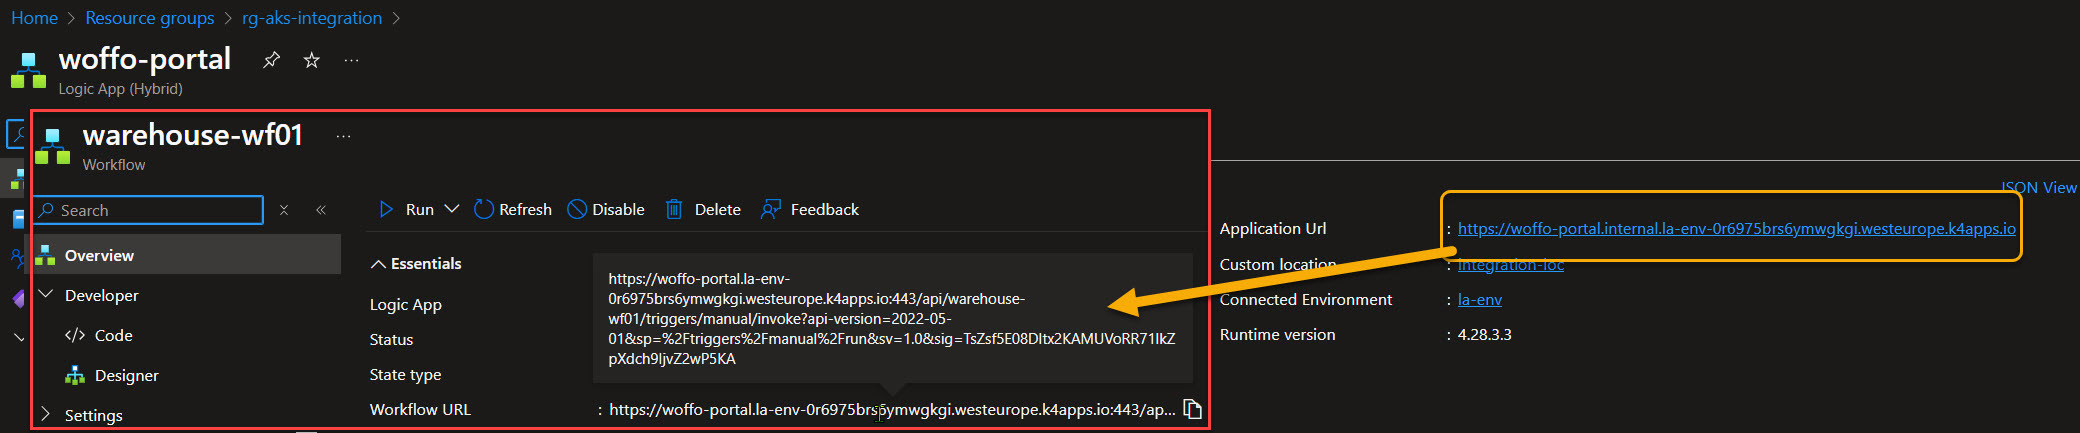 Home > Resource groups > rg-aks-integration >
woffo-portal ...
Logic App (Hybrid)
warehouse-wf01 ...
Workflow
Search
Run Refresh Disable Delete Feedback
Overview
Developer
Code
Designer
Settings
Essentials
Logic App
Status
State type
Workflow URL : https://woffo-portal.la-env-0r6975brs6ymwgkgi.westeurope.k4apps.io:443/ap...
https://woffo-portal.la-env-
0r6975brs6ymwgkgi.westeurope.k4apps.io:443/api/warehouse-
wf01/triggers/manual/invoke?api-version=2022-05-
01&sp=%2Ftriggers%2Fmanual%2Frun&sv=1.0&sig=TsZsf5E08DItx2KAMUVoRR71IkZ
pXdch9ljvZ2wP5KA
JSON View
Application Url : https://woffo-portal.internal.la-env-0r6975brs6ymwgkgi.westeurope.k4apps.io
Custom location : integration-loc
Connected Environment : la-env
Runtime version : 4.28.3.3